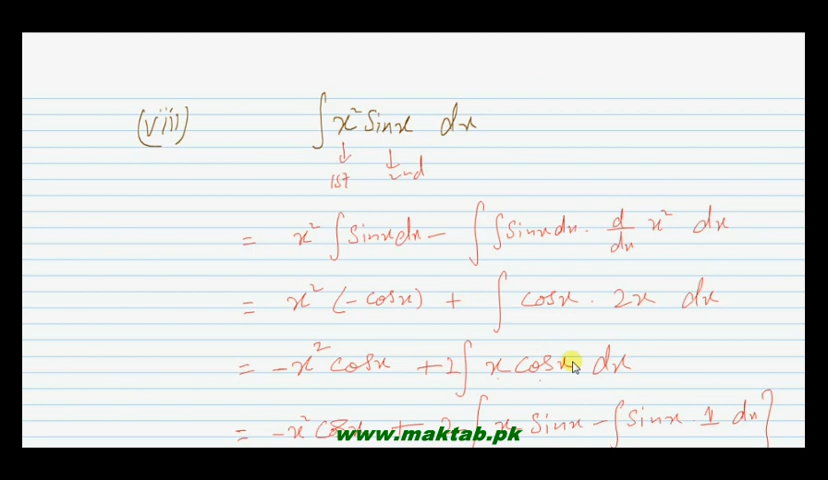 (viii) ∫ x² Sinx dx
↓ 1st ↓ 2nd
= x² ∫ Sinx dx - ∫ ∫ Sinx dx · d/dx x² dx
= x² (-cosx) + ∫ cosx · 2x dx
= -x² cosx + 2 ∫ x cosx dx
= -x² cosx + 2 { x · Sinx - ∫ Sinx · 1 dx }
www.maktab.pk